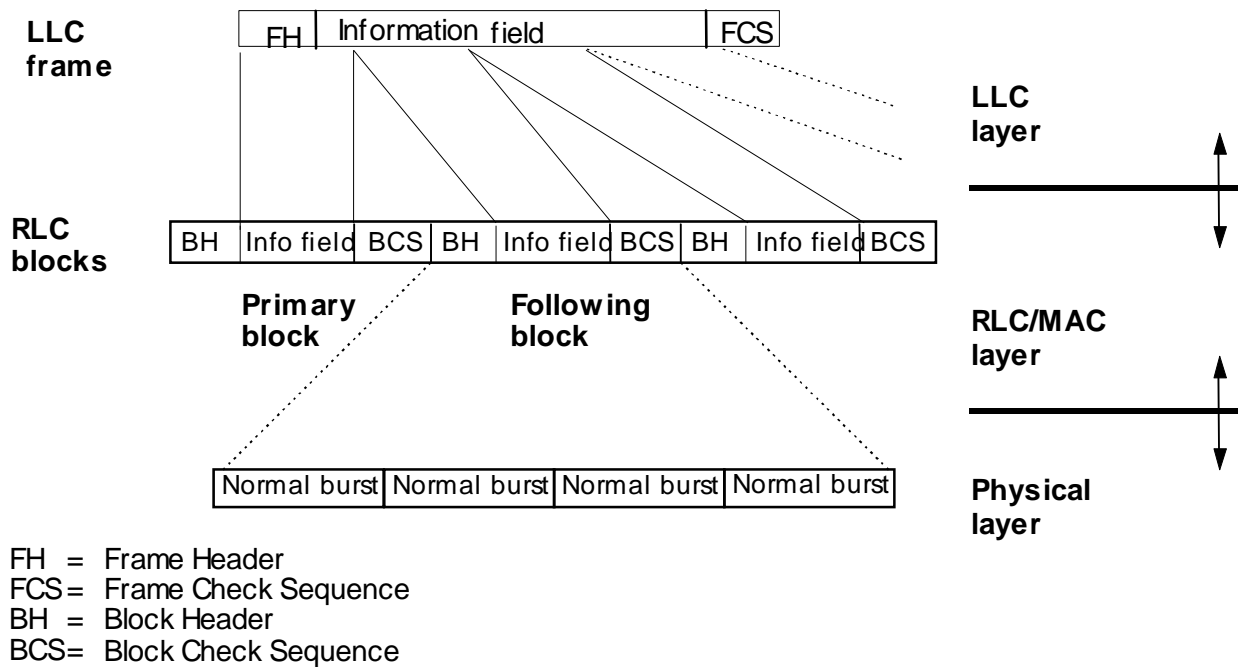 LLC
frame
FH Information field FCS
LLC
layer
RLC
blocks
BH Info field BCS BH Info field BCS BH Info field BCS
Primary
block
Following
block
RLC/MAC
layer
Normal burst Normal burst Normal burst Normal burst
Physical
layer
FH = Frame Header
FCS= Frame Check Sequence
BH = Block Header
BCS= Block Check Sequence